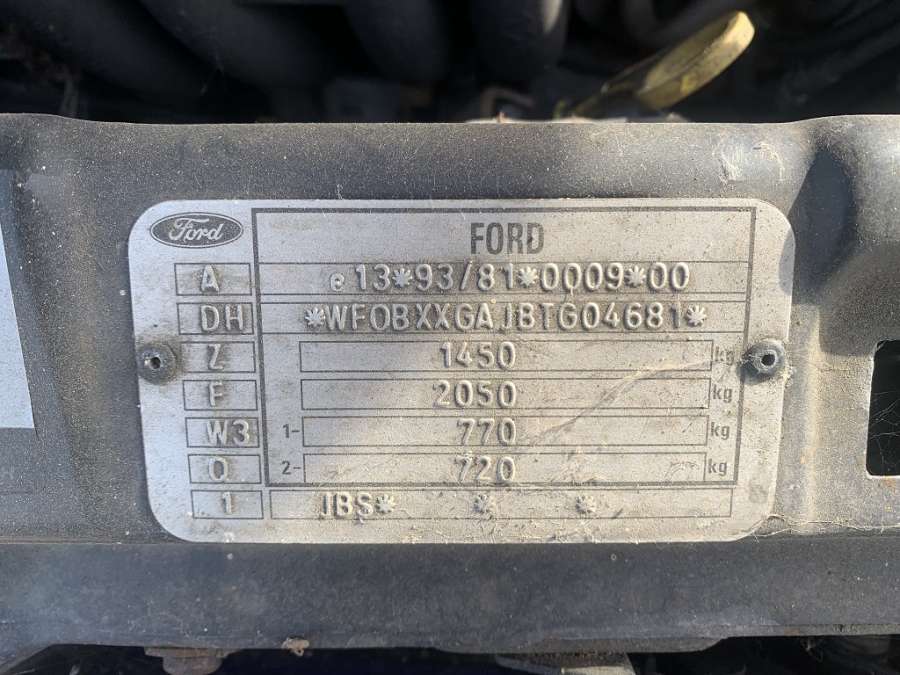 Ford
FORD
A e13*93/81*0009*00
DH *WF0BXXGAJBTG04681*
Z 1450 kg
F 2050 kg
W3 1- 770 kg
0 2- 720 kg
1 JBS* * *